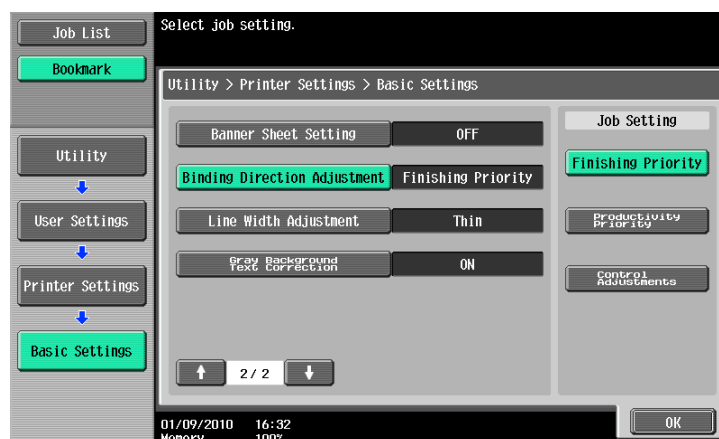 Job List
Bookmark
Utility
User Settings
Printer Settings
Basic Settings
Select job setting.
Utility > Printer Settings > Basic Settings
Banner Sheet Setting OFF
Binding Direction Adjustment Finishing Priority
Line Width Adjustment Thin
Gray Background
Text Correction
ON
2/2
Job Setting
Finishing Priority
Productivity
Priority
Control
Adjustments
01/09/2010 16:32
Memory 100%
OK